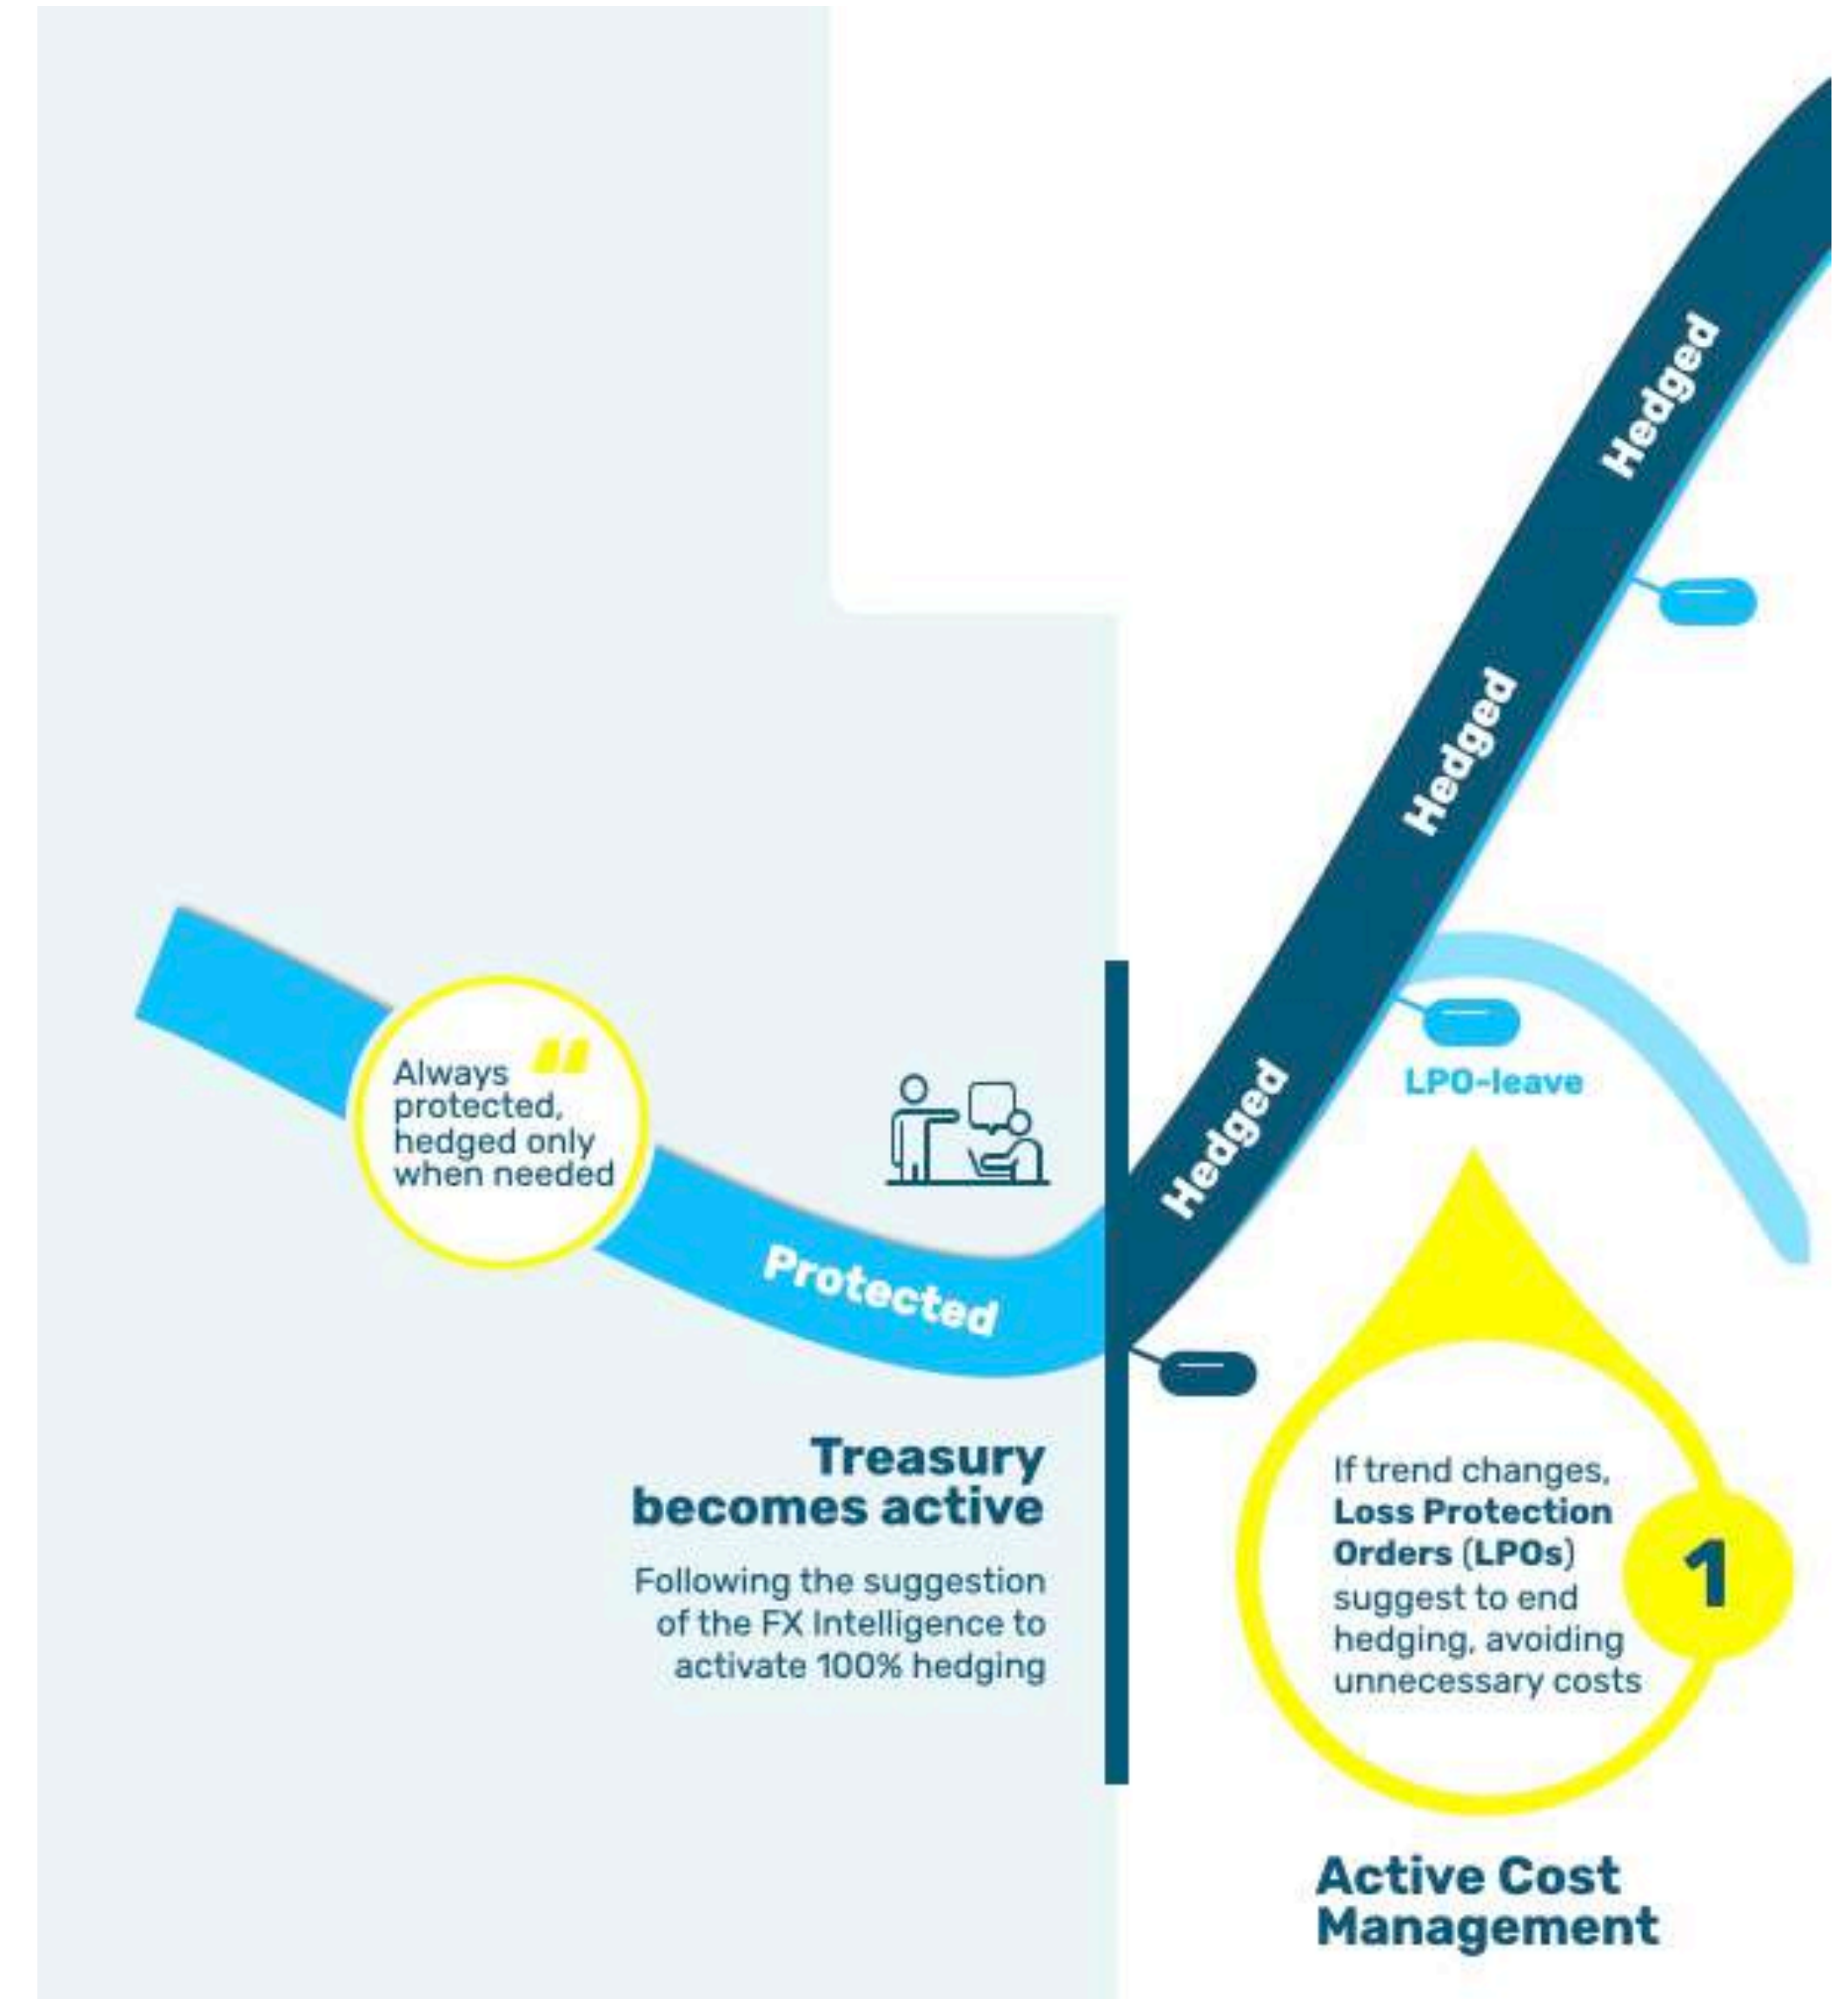 Hedged
Hedged
Hedged
Always
protected,
hedged only
when needed
Protected
LPO-leave
Treasury
becomes active
Following the suggestion
of the FX Intelligence to
activate 100% hedging
If trend changes,
Loss Protection
Orders (LPOs)
suggest to end
hedging, avoiding
unnecessary costs
1
Active Cost
Management